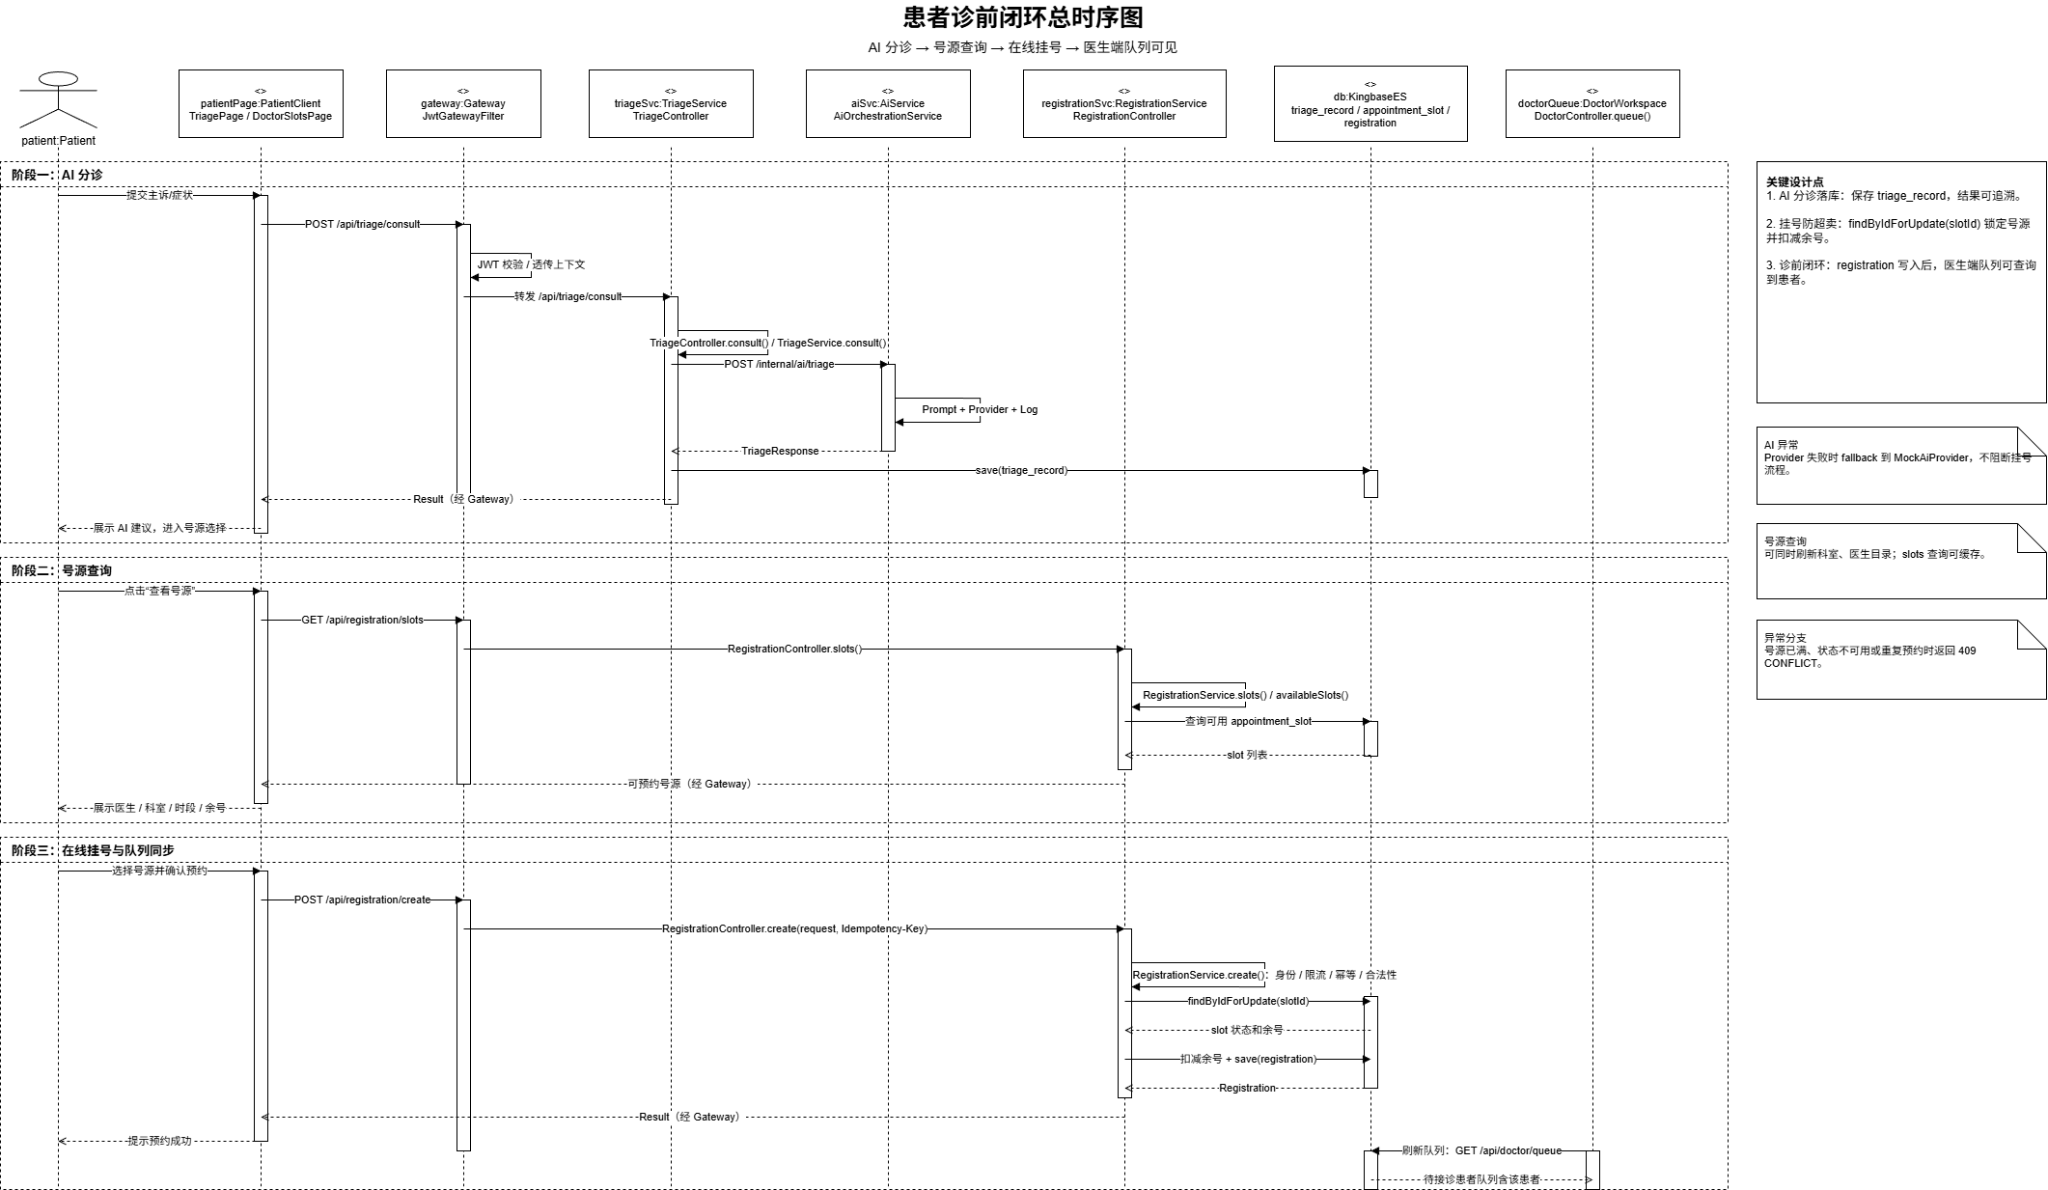 患者诊前闭环总时序图
AI 分诊 → 号源查询 → 在线挂号 → 医生端队列可见
patient:Patient
<>
patientPage:PatientClient
TriagePage / DoctorSlotsPage
<>
gateway:Gateway
JwtGatewayFilter
<>
triageSvc:TriageService
TriageController
<>
aiSvc:AiService
AiOrchestrationService
<>
registrationSvc:RegistrationService
RegistrationController
<>
db:KingbaseES
triage_record / appointment_slot /
registration
<>
doctorQueue:DoctorWorkspace
DoctorController.queue()
阶段一：AI 分诊
提交主诉/症状
POST /api/triage/consult
JWT 校验 / 透传上下文
转发 /api/triage/consult
TriageController.consult() / TriageService.consult()
POST /internal/ai/triage
Prompt + Provider + Log
TriageResponse
save(triage_record)
Result（经 Gateway）
展示 AI 建议，进入号源选择
阶段二：号源查询
点击“查看号源”
GET /api/registration/slots
RegistrationController.slots()
RegistrationService.slots() / availableSlots()
查询可用 appointment_slot
slot 列表
可预约号源（经 Gateway）
展示医生 / 科室 / 时段 / 余号
阶段三：在线挂号与队列同步
选择号源并确认预约
POST /api/registration/create
RegistrationController.create(request, Idempotency-Key)
RegistrationService.create()：身份 / 限流 / 幂等 / 合法性
findByIdForUpdate(slotId)
slot 状态和余号
扣减余号 + save(registration)
Registration
Result（经 Gateway）
提示预约成功
刷新队列：GET /api/doctor/queue
待接诊患者队列含该患者
关键设计点
1. AI 分诊落库：保存 triage_record，结果可追溯。
2. 挂号防超卖：findByIdForUpdate(slotId) 锁定号源
并扣减余号。
3. 诊前闭环：registration 写入后，医生端队列可查询
到患者。
AI 异常
Provider 失败时 fallback 到 MockAiProvider，不阻断挂号
流程。
号源查询
可同时刷新科室、医生目录；slots 查询可缓存。
异常分支
号源已满、状态不可用或重复预约时返回 409
CONFLICT。